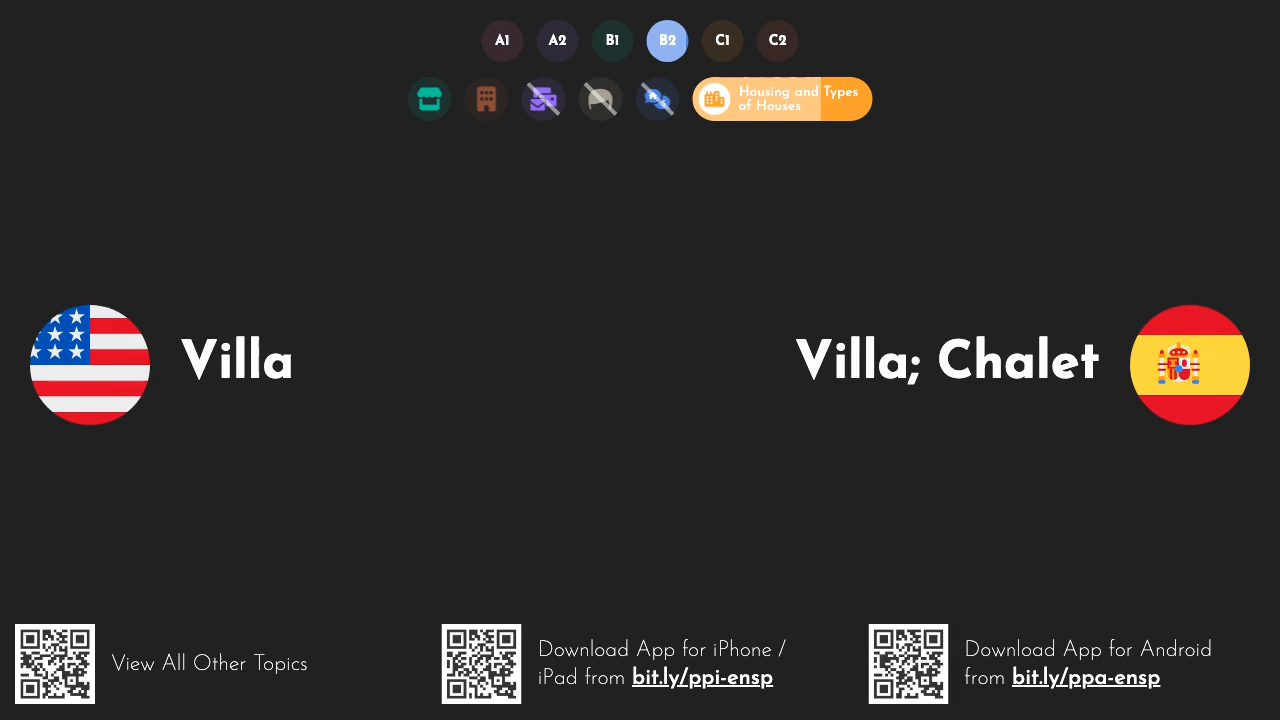 A1 A2 B1 B2 C1 C2
Housing and Types
of Houses
Villa
Villa; Chalet
View All Other Topics
Download App for iPhone /
iPad from bit.ly/ppi-ensp
Download App for Android
from bit.ly/ppa-ensp